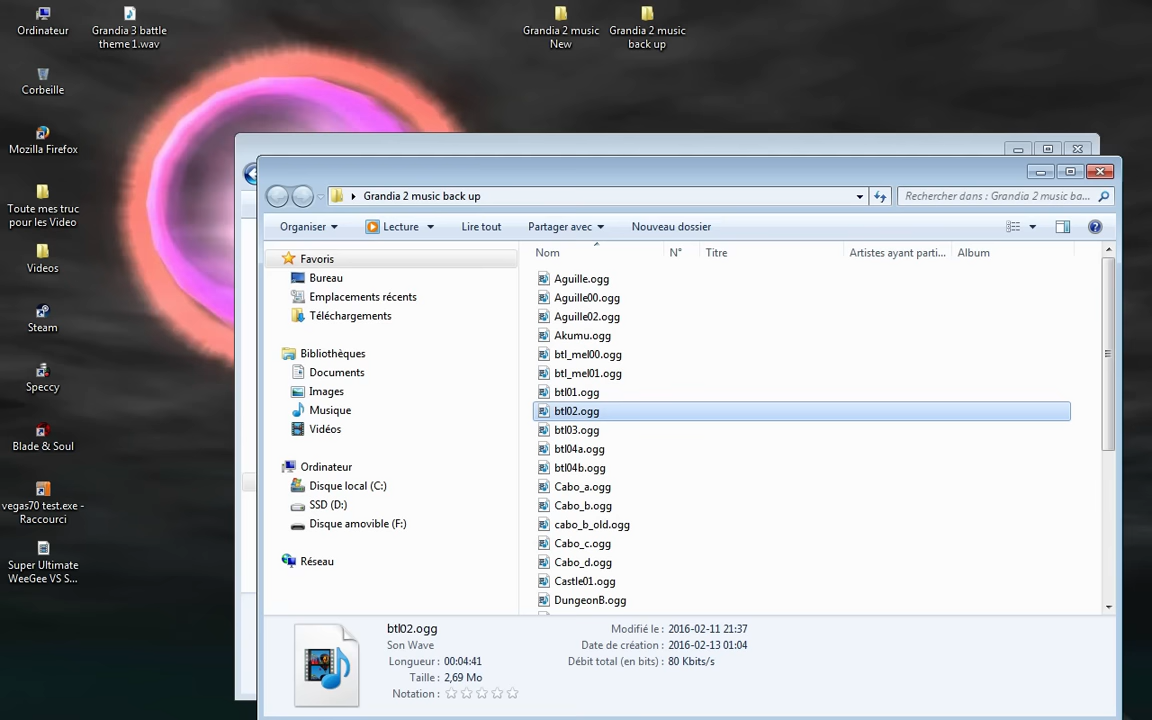 Ordinateur
Grandia 3 battle
theme 1.wav
Grandia 2 music
New
Grandia 2 music
back up
Corbeille
Mozilla Firefox
Toute mes truc
pour les Video
Videos
Steam
Speccy
Blade & Soul
vegas70 test.exe -
Raccourci
Super Ultimate
WeeGee VS S...
Grandia 2 music back up
Rechercher dans : Grandia 2 music ba...
Organiser
Lecture
Lire tout
Partager avec
Nouveau dossier
Favoris
Bureau
Emplacements récents
Téléchargements
Bibliothèques
Documents
Images
Musique
Vidéos
Ordinateur
Disque local (C:)
SSD (D:)
Disque amovible (F:)
Réseau
Nom
N°
Titre
Artistes ayant parti...
Album
Aguille.ogg
Aguille00.ogg
Aguille02.ogg
Akumu.ogg
btl_mel00.ogg
btl_mel01.ogg
btl01.ogg
btl02.ogg
btl03.ogg
btl04a.ogg
btl04b.ogg
Cabo_a.ogg
Cabo_b.ogg
cabo_b_old.ogg
Cabo_c.ogg
Cabo_d.ogg
Castle01.ogg
DungeonB.ogg
btl02.ogg
Son Wave
Longueur : 00:04:41
Taille : 2,69 Mo
Notation :
Modifié le : 2016-02-11 21:37
Date de création : 2016-02-13 01:04
Débit total (en bits) : 80 Kbits/s